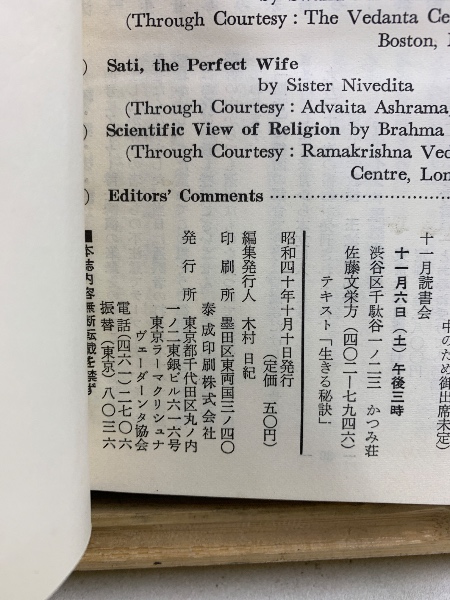 (Through Courtesy : The Vedanta Ce
Boston,
) Sati, the Perfect Wife
by Sister Nivedita
(Through Courtesy : Advaita Ashrama,
) Scientific View of Religion by Brahma
(Through Courtesy : Ramakrishna Ved
Centre, Lon
) Editors' Comments
中のため御出席未定)
十一月読書会
十一月六日(土)午後三時
渋谷区千駄谷一ノ二三 かつみ荘
佐藤文栄方(四〇二―七九四六)
テキスト「生きる秘訣」
昭和四十年十月十日発行
(定価 五〇円)
編集発行人 木村 日紀
印刷所 墨田区東両国三ノ四〇
泰成印刷株式会社
発行所 東京都千代田区丸ノ内
一ノ二東銀ビル六一六号
東京ラーマクリシュナ
ヴェーダーンタ協会
電話(四六一)二七〇六
振替(東京)八〇三六
■本誌内容無断転載を禁ず